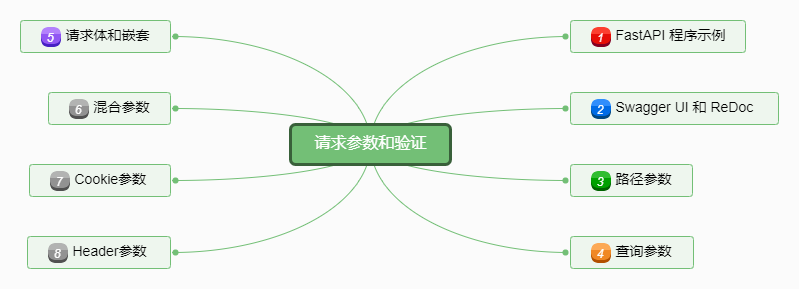 请求参数和验证
1 FastAPI 程序示例
2 Swagger UI 和 ReDoc
3 路径参数
4 查询参数
5 请求体和嵌套
6 混合参数
7 Cookie参数
8 Header参数